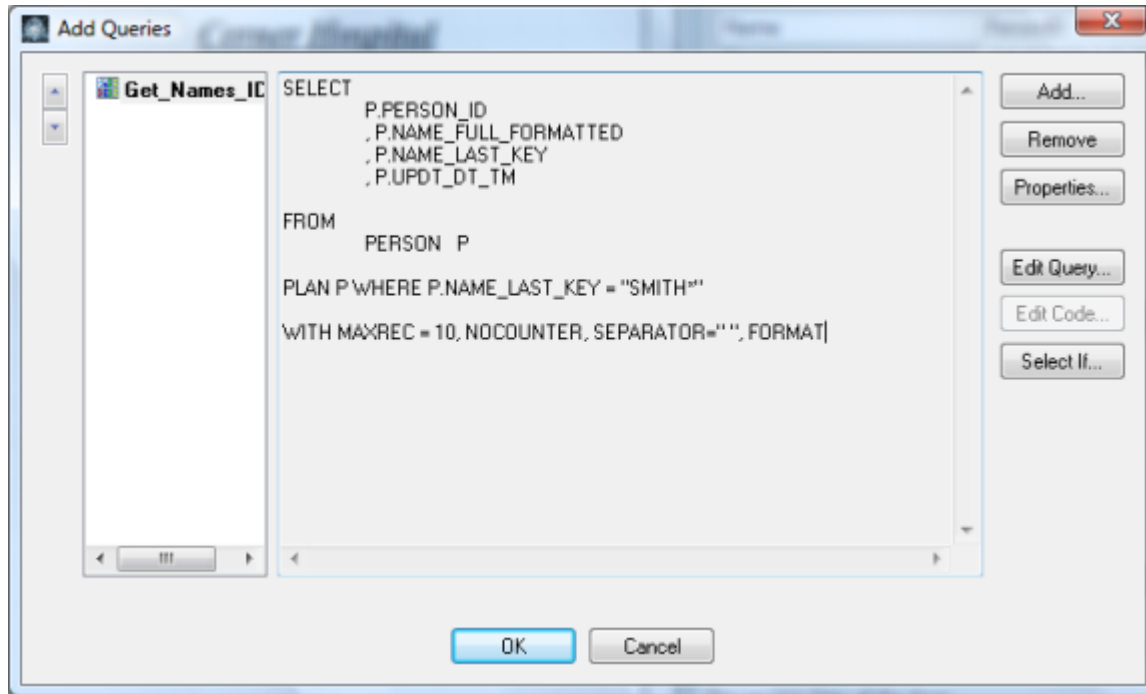 Add Queries
Get_Names_ID
SELECT
P.PERSON_ID
, P.NAME_FULL_FORMATTED
, P.NAME_LAST_KEY
, P.UPDT_DT_TM
FROM
PERSON P
PLAN P WHERE P.NAME_LAST_KEY = "SMITH*"
WITH MAXREC = 10, NOCOUNTER, SEPARATOR=" ", FORMAT
Add...
Remove
Properties...
Edit Query...
Edit Code...
Select If...
OK
Cancel